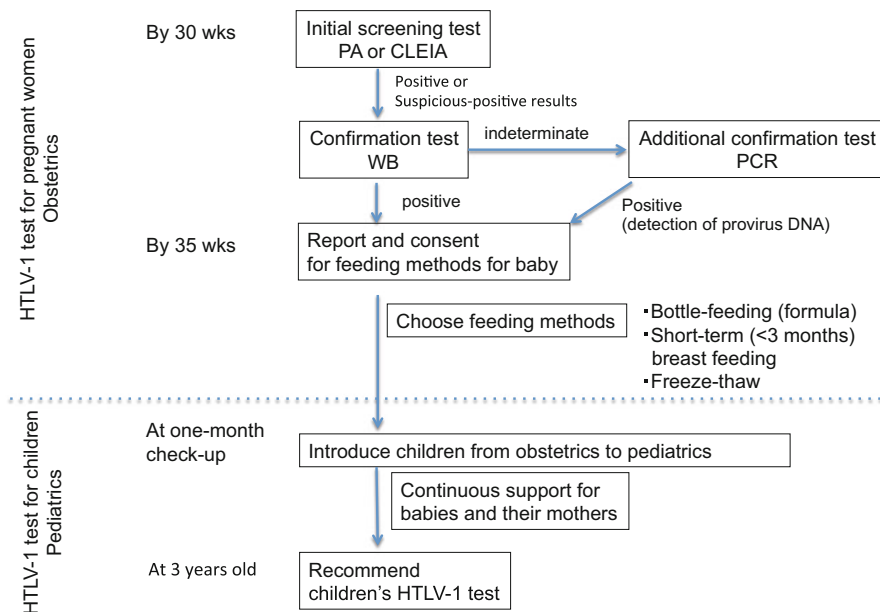 HTLV-1 test for pregnant women
Obstetrics
By 30 wks
Initial screening test
PA or CLEIA
Positive or
Suspicious-positive results
Confirmation test
WB
indeterminate
Additional confirmation test
PCR
positive
Positive
(detection of provirus DNA)
By 35 wks
Report and consent
for feeding methods for baby
Choose feeding methods
・Bottle-feeding (formula)
・Short-term (<3 months)
breast feeding
・Freeze-thaw
HTLV-1 test for children
Pediatrics
At one-month
check-up
Introduce children from obstetrics to pediatrics
Continuous support for
babies and their mothers
At 3 years old
Recommend
children's HTLV-1 test